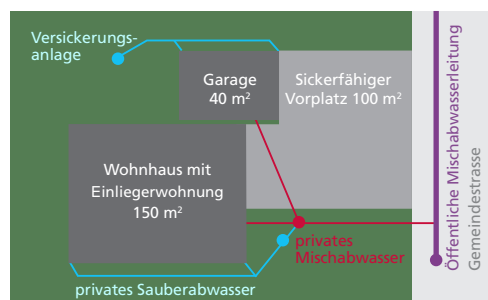 Versickerungs-
anlage
Garage
40 m²
Sickerfähiger
Vorplatz 100 m²
Wohnhaus mit
Einliegerwohnung
150 m²
privates
Mischabwasser
privates Sauberabwasser
Öffentliche Mischabwasserleitung
Gemeindestrasse